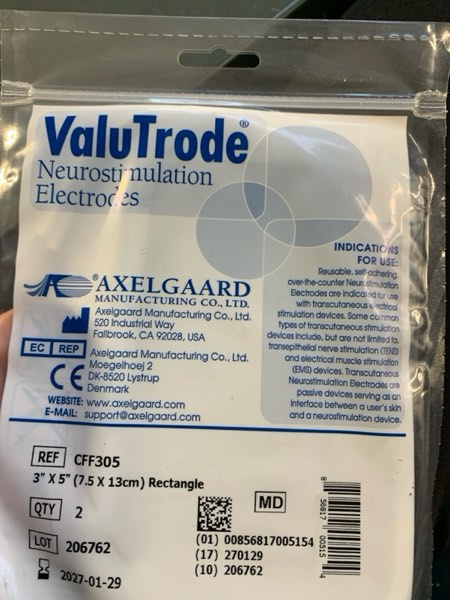 ValuTrode®
Neurostimulation
Electrodes
INDICATIONS
FOR USE:
Reusable, self-adhering,
over-the-counter Neurostimulation
Electrodes are indicated for use
with transcutaneous electrical
stimulation devices. Some common
types of transcutaneous stimulation
devices include, but are not limited to,
transepithelial nerve stimulation (TENS)
and electrical muscle stimulation
(EMS) devices. Transcutaneous
Neurostimulation Electrodes are
passive devices serving as an
interface between a user's skin
and a neurostimulation device.
®AXELGAARD
MANUFACTURING CO., LTD.
Axelgaard Manufacturing Co., Ltd.
520 Industrial Way
Fallbrook, CA 92028, USA
EC REP
Axelgaard Manufacturing Co., Ltd.
Moegelhoej 2
DK-8520 Lystrup
Denmark
CE
WEBSITE: www.axelgaard.com
E-MAIL: support@axelgaard.com
REF CFF305
3" X 5" (7.5 X 13cm) Rectangle
QTY 2
MD
LOT 206762
2027-01-29
(01) 00856817005154
(17) 270129
(10) 206762
8 56817 00515 4